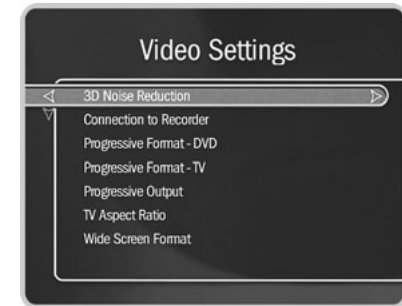 Video Settings
3D Noise Reduction
Connection to Recorder
Progressive Format - DVD
Progressive Format - TV
Progressive Output
TV Aspect Ratio
Wide Screen Format